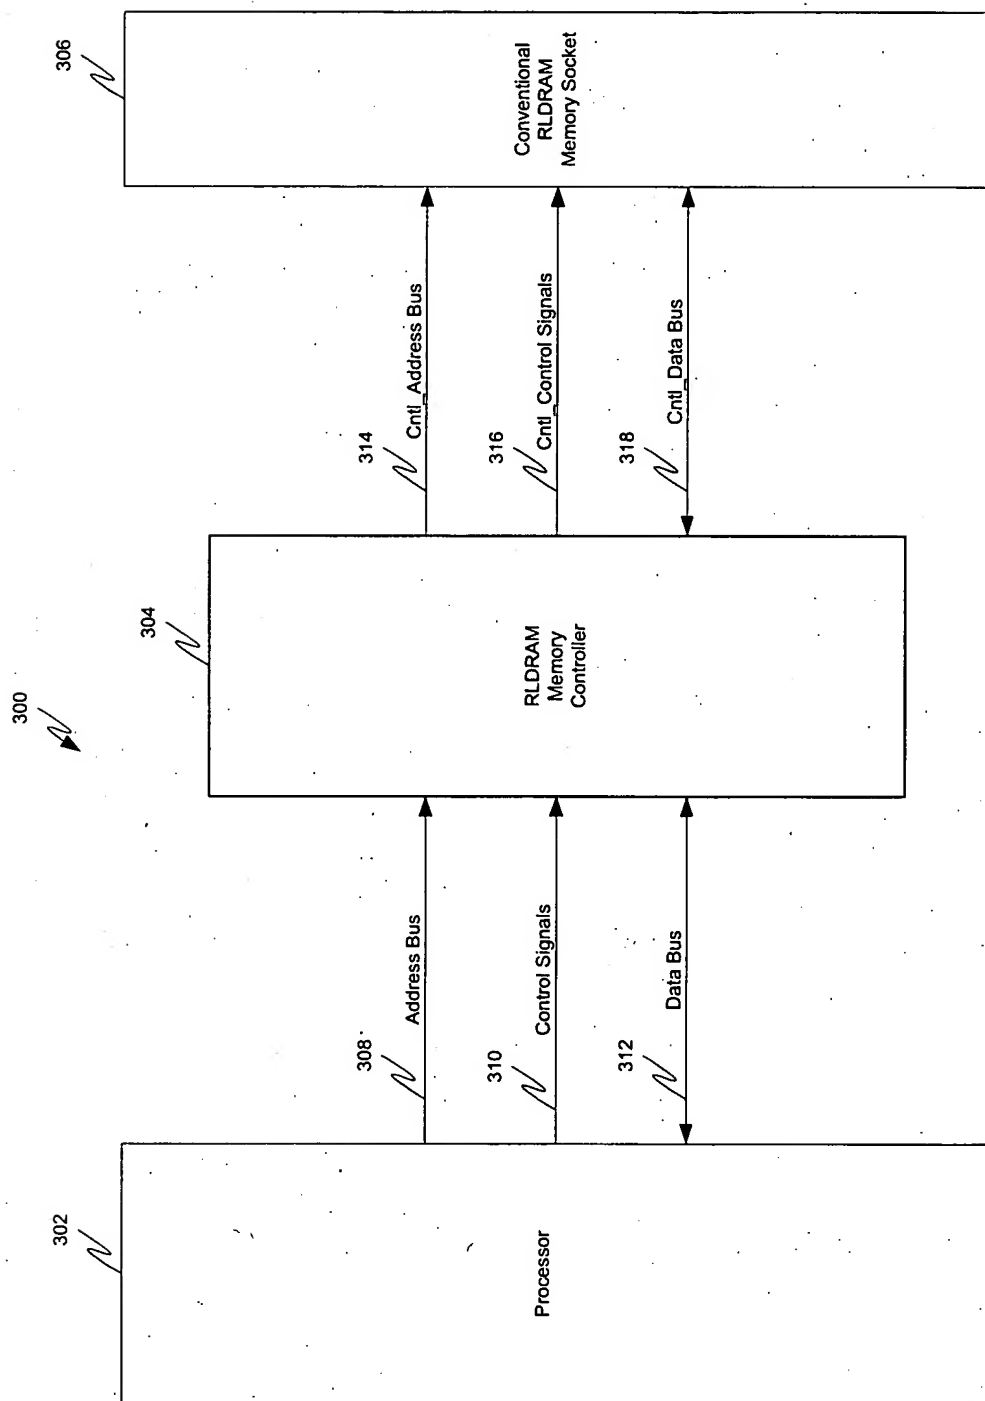 300
302
Processor
308
Address Bus
310
Control Signals
312
Data Bus
304
RLDRAM
Memory
Controller
314
Cntl_Address Bus
316
Cntl_Control Signals
318
Cntl_Data Bus
306
Conventional
RLDRAM
Memory Socket